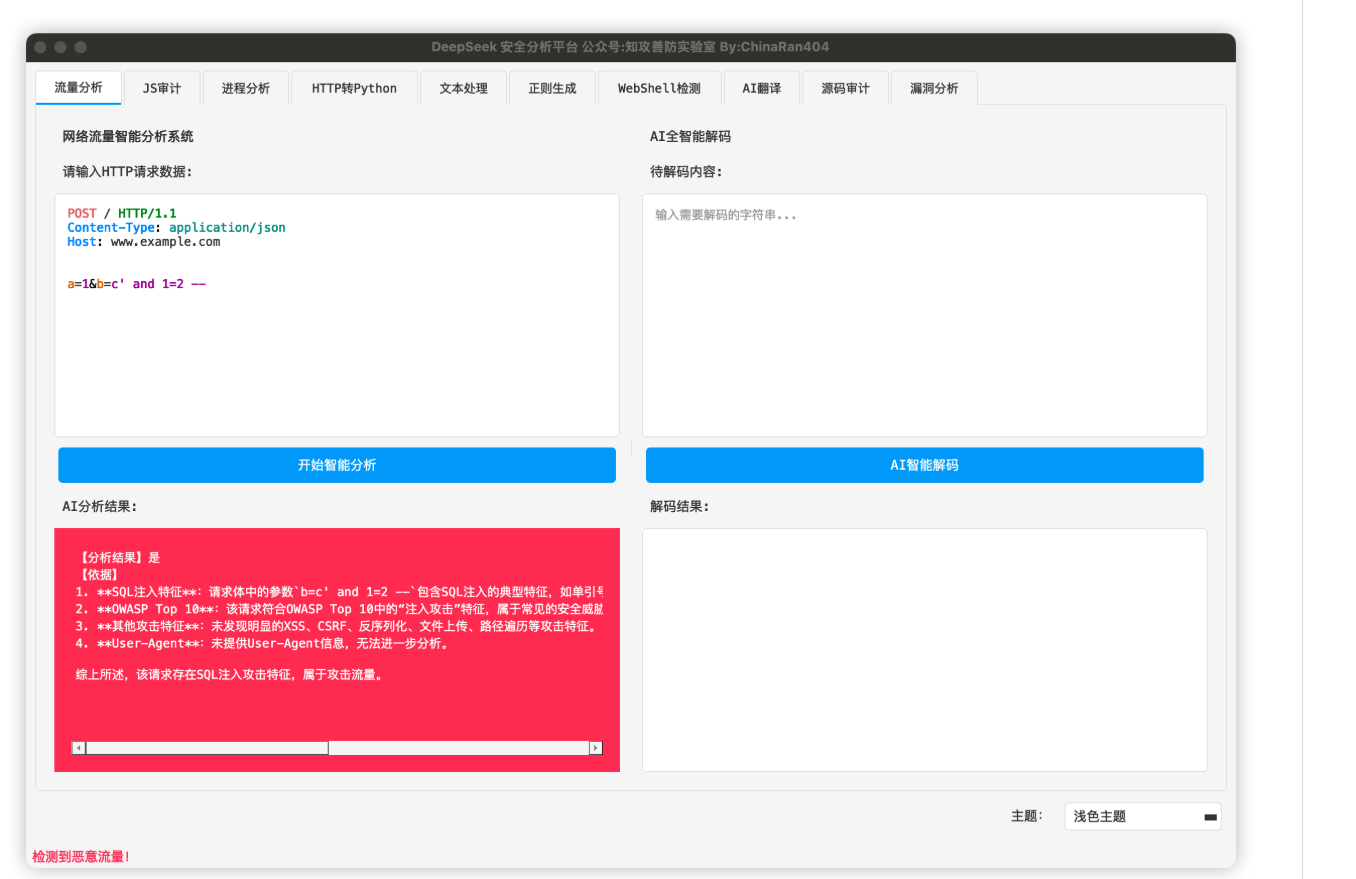 DeepSeek 安全分析平台 公众号:知攻善防实验室 By:ChinaRan404
流量分析 JS审计 进程分析 HTTP转Python 文本处理 正则生成 WebShell检测 AI翻译 源码审计 漏洞分析
网络流量智能分析系统
请输入HTTP请求数据:
POST / HTTP/1.1
Content-Type: application/json
Host: www.example.com
a=1&b=c' and 1=2 --
开始智能分析
AI分析结果:
【分析结果】是
【依据】
1. **SQL注入特征**: 请求体中的参数`b=c' and 1=2 --`包含SQL注入的典型特征, 如单引号
2. **OWASP Top 10**: 该请求符合OWASP Top 10中的“注入攻击”特征, 属于常见的安全威胁
3. **其他攻击特征**: 未发现明显的XSS、CSRF、反序列化、文件上传、路径遍历等攻击特征。
4. **User-Agent**: 未提供User-Agent信息, 无法进一步分析。
综上所述, 该请求存在SQL注入攻击特征, 属于攻击流量。
AI全智能解码
待解码内容:
输入需要解码的字符串...
AI智能解码
解码结果:
主题: 浅色主题
检测到恶意流量!